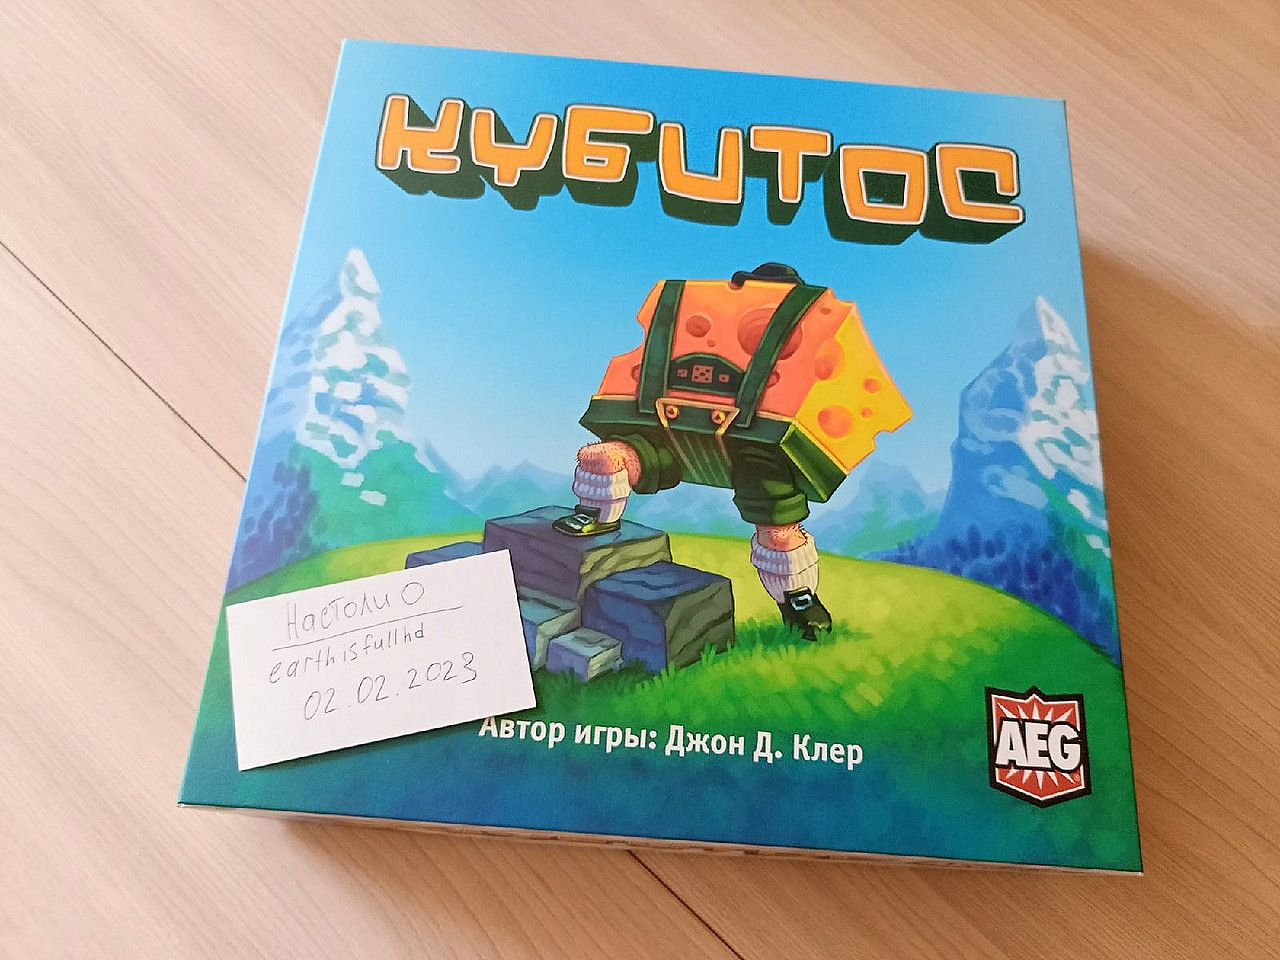 КУБИТОС
НастолиО
earthisfullhd
02.02.2023
Автор игры: Джон Д. Клер
AEG